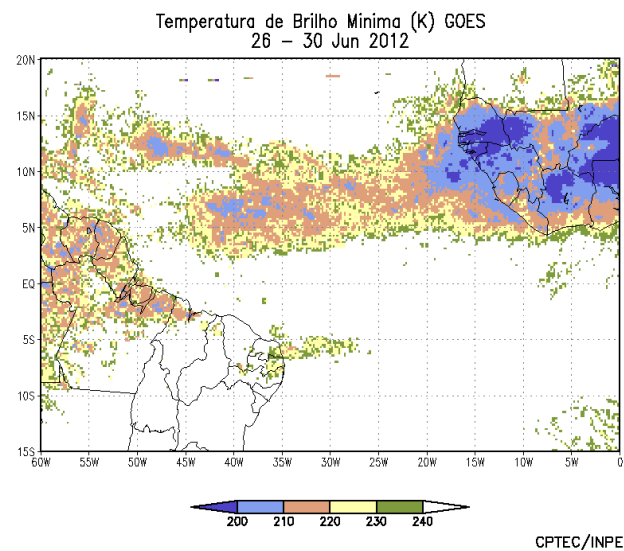 Temperatura de Brilho Minima (K) GOES
26 – 30 Jun 2012
20N
15N
10N
5N
EQ
5S
10S
15S
60W 55W 50W 45W 40W 35W 30W 25W 20W 15W 10W 5W 0
200 210 220 230 240
CPTEC/INPE